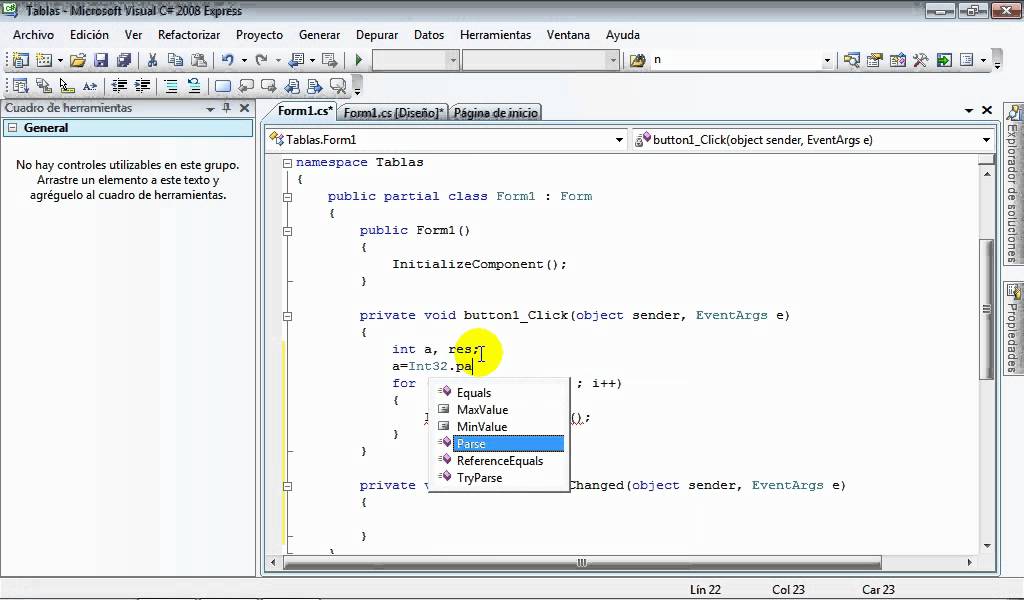 Tablas - Microsoft Visual C# 2008 Express
Archivo Edición Ver Refactorizar Proyecto Generar Depurar Datos Herramientas Ventana Ayuda
n
Cuadro de herramientas
General
No hay controles utilizables en este grupo.
Arrastre un elemento a este texto y
agréguelo al cuadro de herramientas.
Form1.cs* Form1.cs [Diseño]* Página de inicio
Tablas.Form1 button1_Click(object sender, EventArgs e)
namespace Tablas
{
public partial class Form1 : Form
{
public Form1()
{
InitializeComponent();
}
private void button1_Click(object sender, EventArgs e)
{
int a, res;
a=Int32.pa
for ; i++)
{
();
}
}
Equals
MaxValue
MinValue
Parse
ReferenceEquals
TryParse
private v Changed(object sender, EventArgs e)
{
}
}
Explorador de soluciones
Propiedades
Lín 22 Col 23 Car 23